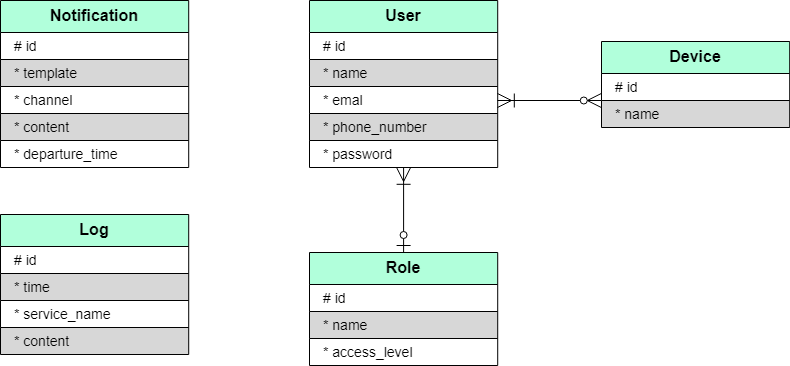 Notification
# id
* template
* channel
* content
* departure_time
User
# id
* name
* emal
* phone_number
* password
Device
# id
* name
Log
# id
* time
* service_name
* content
Role
# id
* name
* access_level